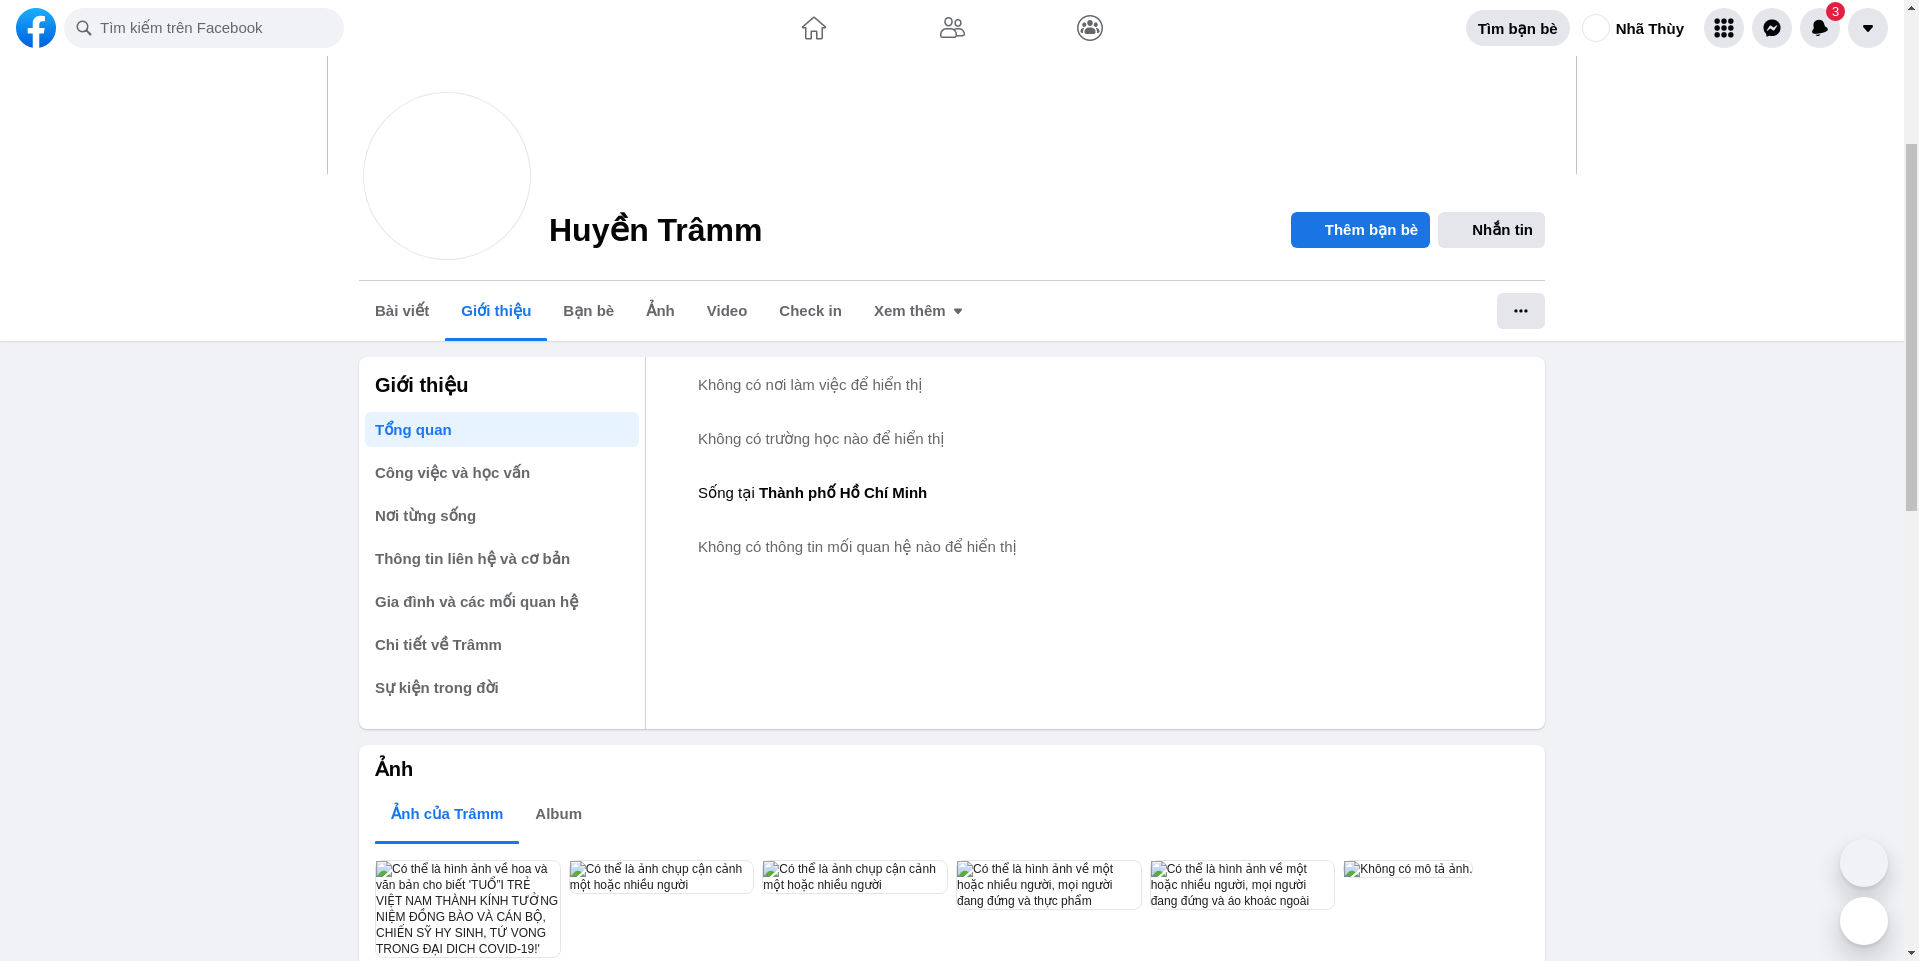 Tìm kiếm trên Facebook
Tìm bạn bè
Nhã Thùy
3
Huyền Trâmm
Thêm bạn bè
Nhắn tin
Bài viết
Giới thiệu
Bạn bè
Ảnh
Video
Check in
Xem thêm
Giới thiệu
Tổng quan
Công việc và học vấn
Nơi từng sống
Thông tin liên hệ và cơ bản
Gia đình và các mối quan hệ
Chi tiết về Trâmm
Sự kiện trong đời
Không có nơi làm việc để hiển thị
Không có trường học nào để hiển thị
Sống tại Thành phố Hồ Chí Minh
Không có thông tin mối quan hệ nào để hiển thị
Ảnh
Ảnh của Trâmm
Album
Có thể là hình ảnh về hoa và
văn bản cho biết 'TUỔ"I TRẺ
VIỆT NAM THÀNH KÍNH TƯỞNG
NIỆM ĐỒNG BÀO VÀ CÁN BỘ,
CHIẾN SỸ HY SINH, TỬ VONG
TRONG ĐẠI DỊCH COVID-19!'
Có thể là ảnh chụp cận cảnh
một hoặc nhiều người
Có thể là ảnh chụp cận cảnh
một hoặc nhiều người
Có thể là hình ảnh về một
hoặc nhiều người, mọi người
đang đứng và thực phẩm
Có thể là hình ảnh về một
hoặc nhiều người, mọi người
đang đứng và áo khoác ngoài
Không có mô tả ảnh.